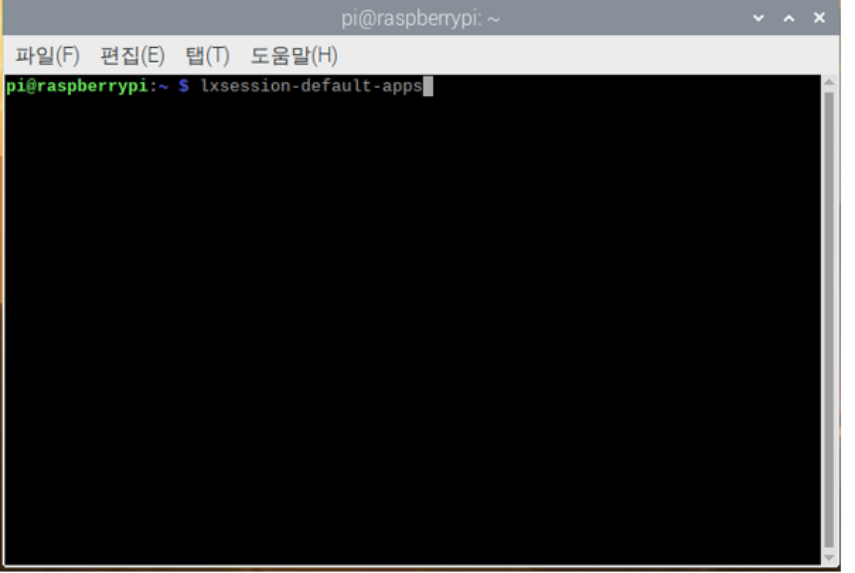 pi@raspberrypi: ~
파일(F) 편집(E) 탭(T) 도움말(H)
pi@raspberrypi:~ $ lxsession-default-apps